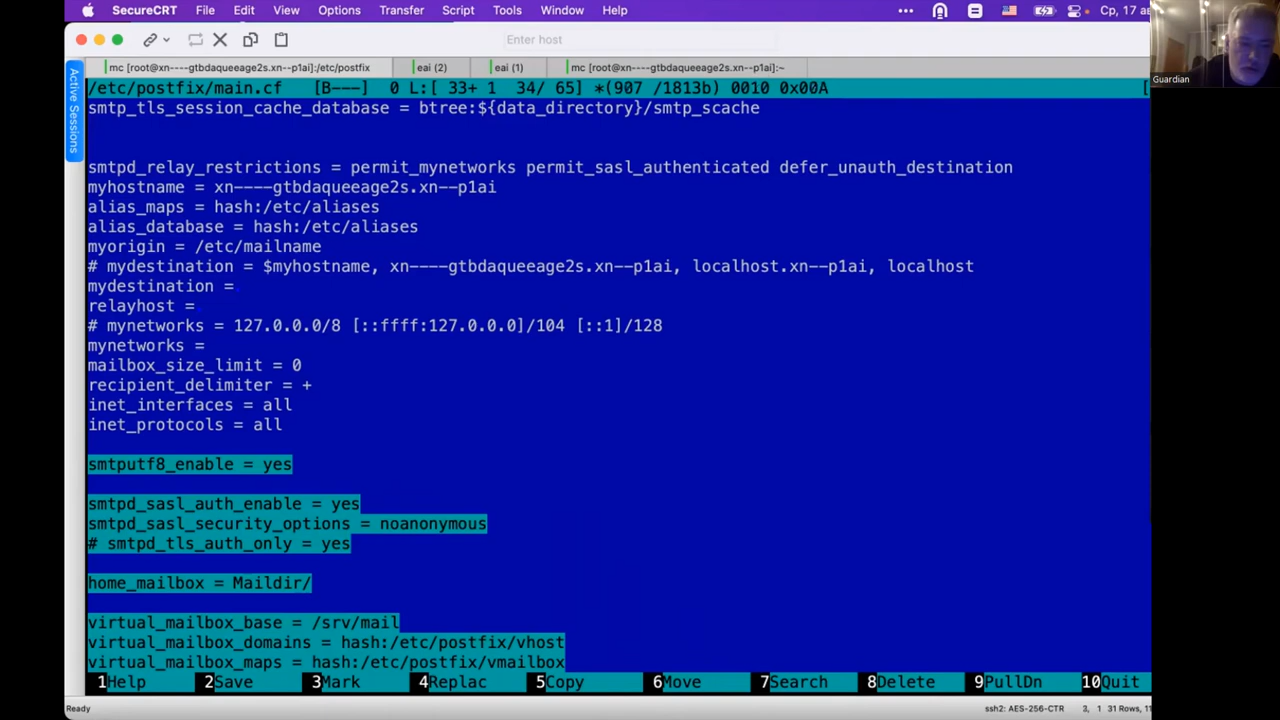 SecureCRT File Edit View Options Transfer Script Tools Window Help ••• Ср, 17 ав
Enter host
Guardian
mc [root@xn----gtbdaqueeage2s.xn--p1ai]:/etc/postfix eai (2) eai (1) mc [root@xn----gtbdaqueeage2s.xn--p1ai]:~
Active Sessions
/etc/postfix/main.cf [B---] 0 L:[ 33+ 1 34/ 65] *(907 /1813b) 0010 0x00A [
smtp_tls_session_cache_database = btree:${data_directory}/smtp_scache
smtpd_relay_restrictions = permit_mynetworks permit_sasl_authenticated defer_unauth_destination
myhostname = xn----gtbdaqueeage2s.xn--p1ai
alias_maps = hash:/etc/aliases
alias_database = hash:/etc/aliases
myorigin = /etc/mailname
# mydestination = $myhostname, xn----gtbdaqueeage2s.xn--p1ai, localhost.xn--p1ai, localhost
mydestination =
relayhost =
# mynetworks = 127.0.0.0/8 [::ffff:127.0.0.0]/104 [::1]/128
mynetworks =
mailbox_size_limit = 0
recipient_delimiter = +
inet_interfaces = all
inet_protocols = all
smtputf8_enable = yes
smtpd_sasl_auth_enable = yes
smtpd_sasl_security_options = noanonymous
# smtpd_tls_auth_only = yes
home_mailbox = Maildir/
virtual_mailbox_base = /srv/mail
virtual_mailbox_domains = hash:/etc/postfix/vhost
virtual_mailbox_maps = hash:/etc/postfix/vmailbox
1Help 2Save 3Mark 4Replac 5Copy 6Move 7Search 8Delete 9PullDn 10Quit
Ready ssh2: AES-256-CTR 2, 1 31 Rows, 11